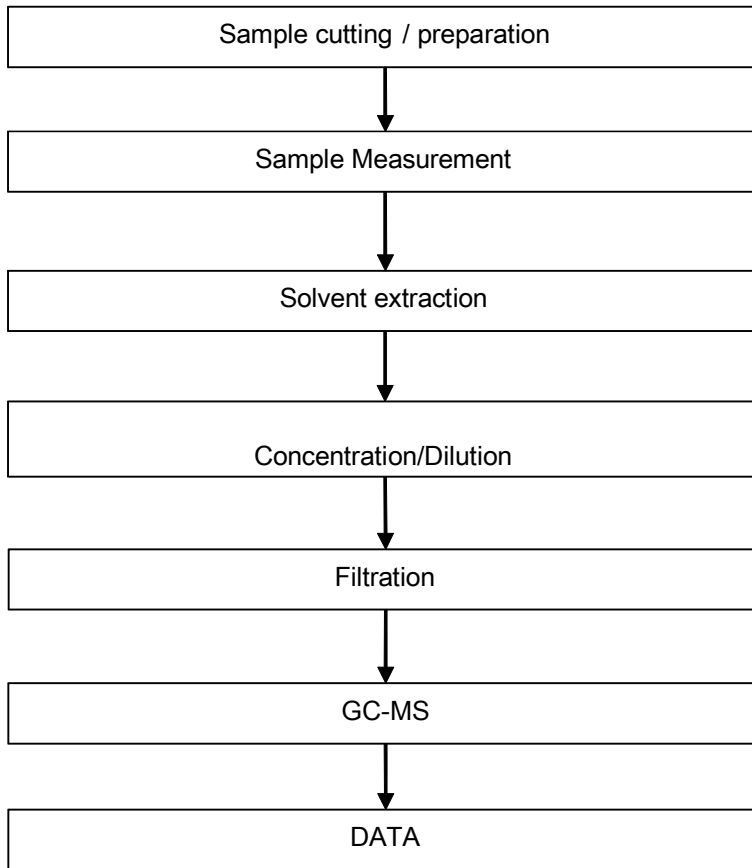 Sample cutting / preparation
Sample Measurement
Solvent extraction
Concentration/Dilution
Filtration
GC-MS
DATA